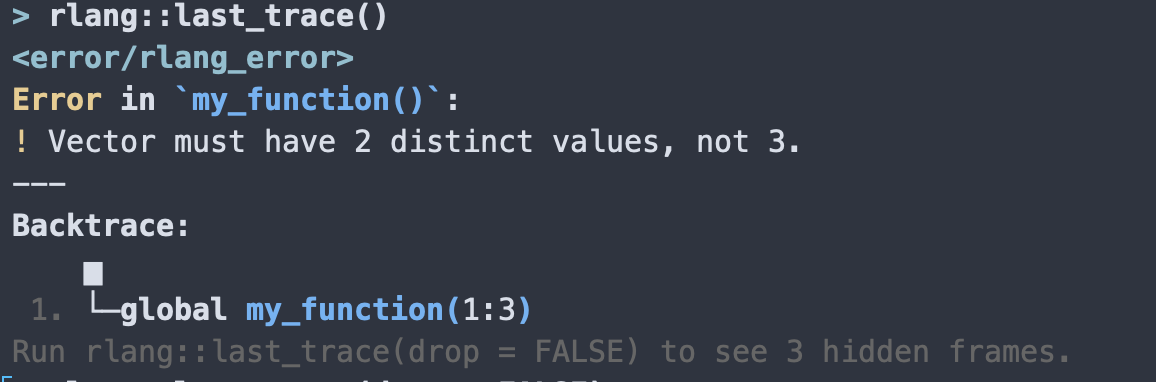 > rlang::last_trace()
<error/rlang_error>
Error in `my_function()`:
! Vector must have 2 distinct values, not 3.
---
Backtrace:
    ▆
 1. └─global my_function(1:3)
Run rlang::last_trace(drop = FALSE) to see 3 hidden frames.